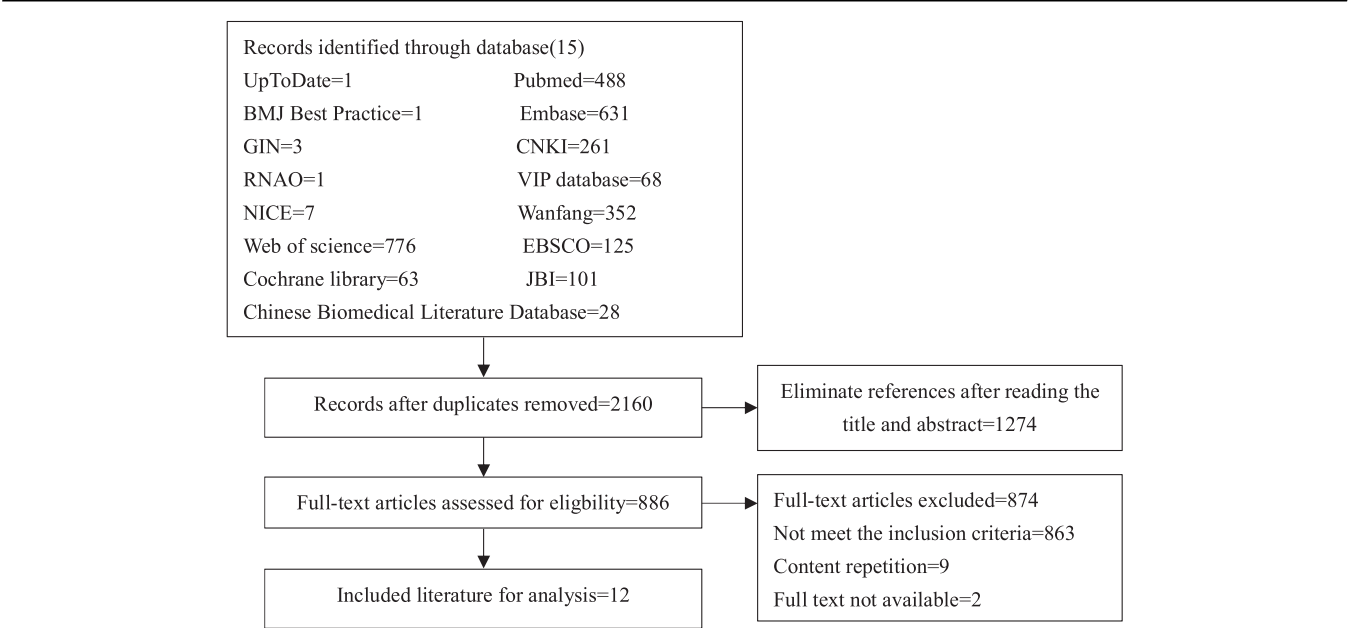 Records identified through database(15)
UpToDate=1 Pubmed=488
BMJ Best Practice=1 Embase=631
GIN=3 CNKI=261
RNAO=1 VIP database=68
NICE=7 Wanfang=352
Web of science=776 EBSCO=125
Cochrane library=63 JBI=101
Chinese Biomedical Literature Database=28
Records after duplicates removed=2160
Eliminate references after reading the
title and abstract=1274
Full-text articles assessed for eligbility=886
Full-text articles excluded=874
Not meet the inclusion criteria=863
Content repetition=9
Full text not available=2
Included literature for analysis=12